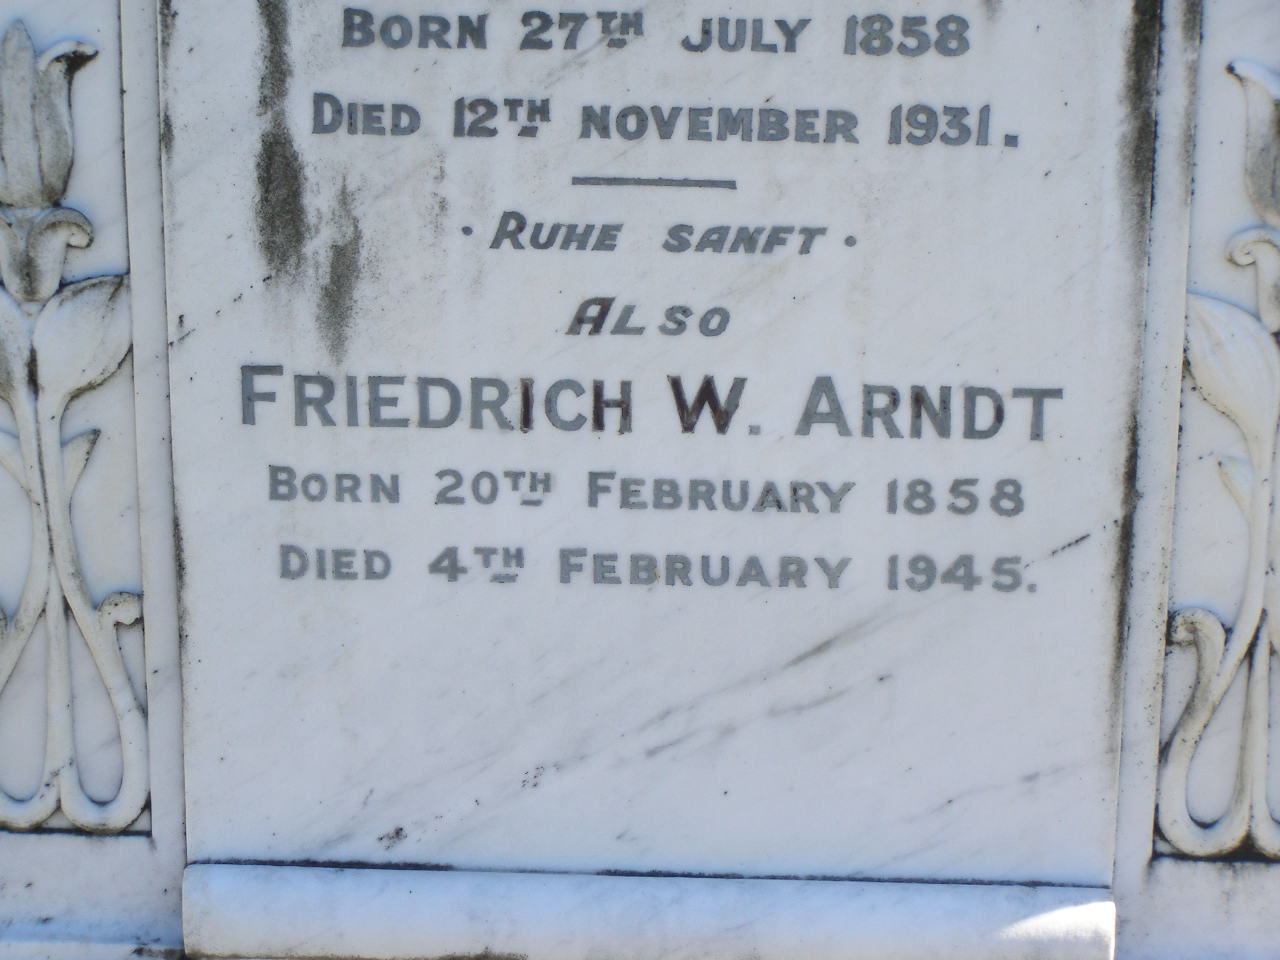 BORN 27TH JULY 1858
DIED 12TH NOVEMBER 1931.
· RUHE SANFT ·
ALSO
FRIEDRICH W. ARNDT
BORN 20TH FEBRUARY 1858
DIED 4TH FEBRUARY 1945.